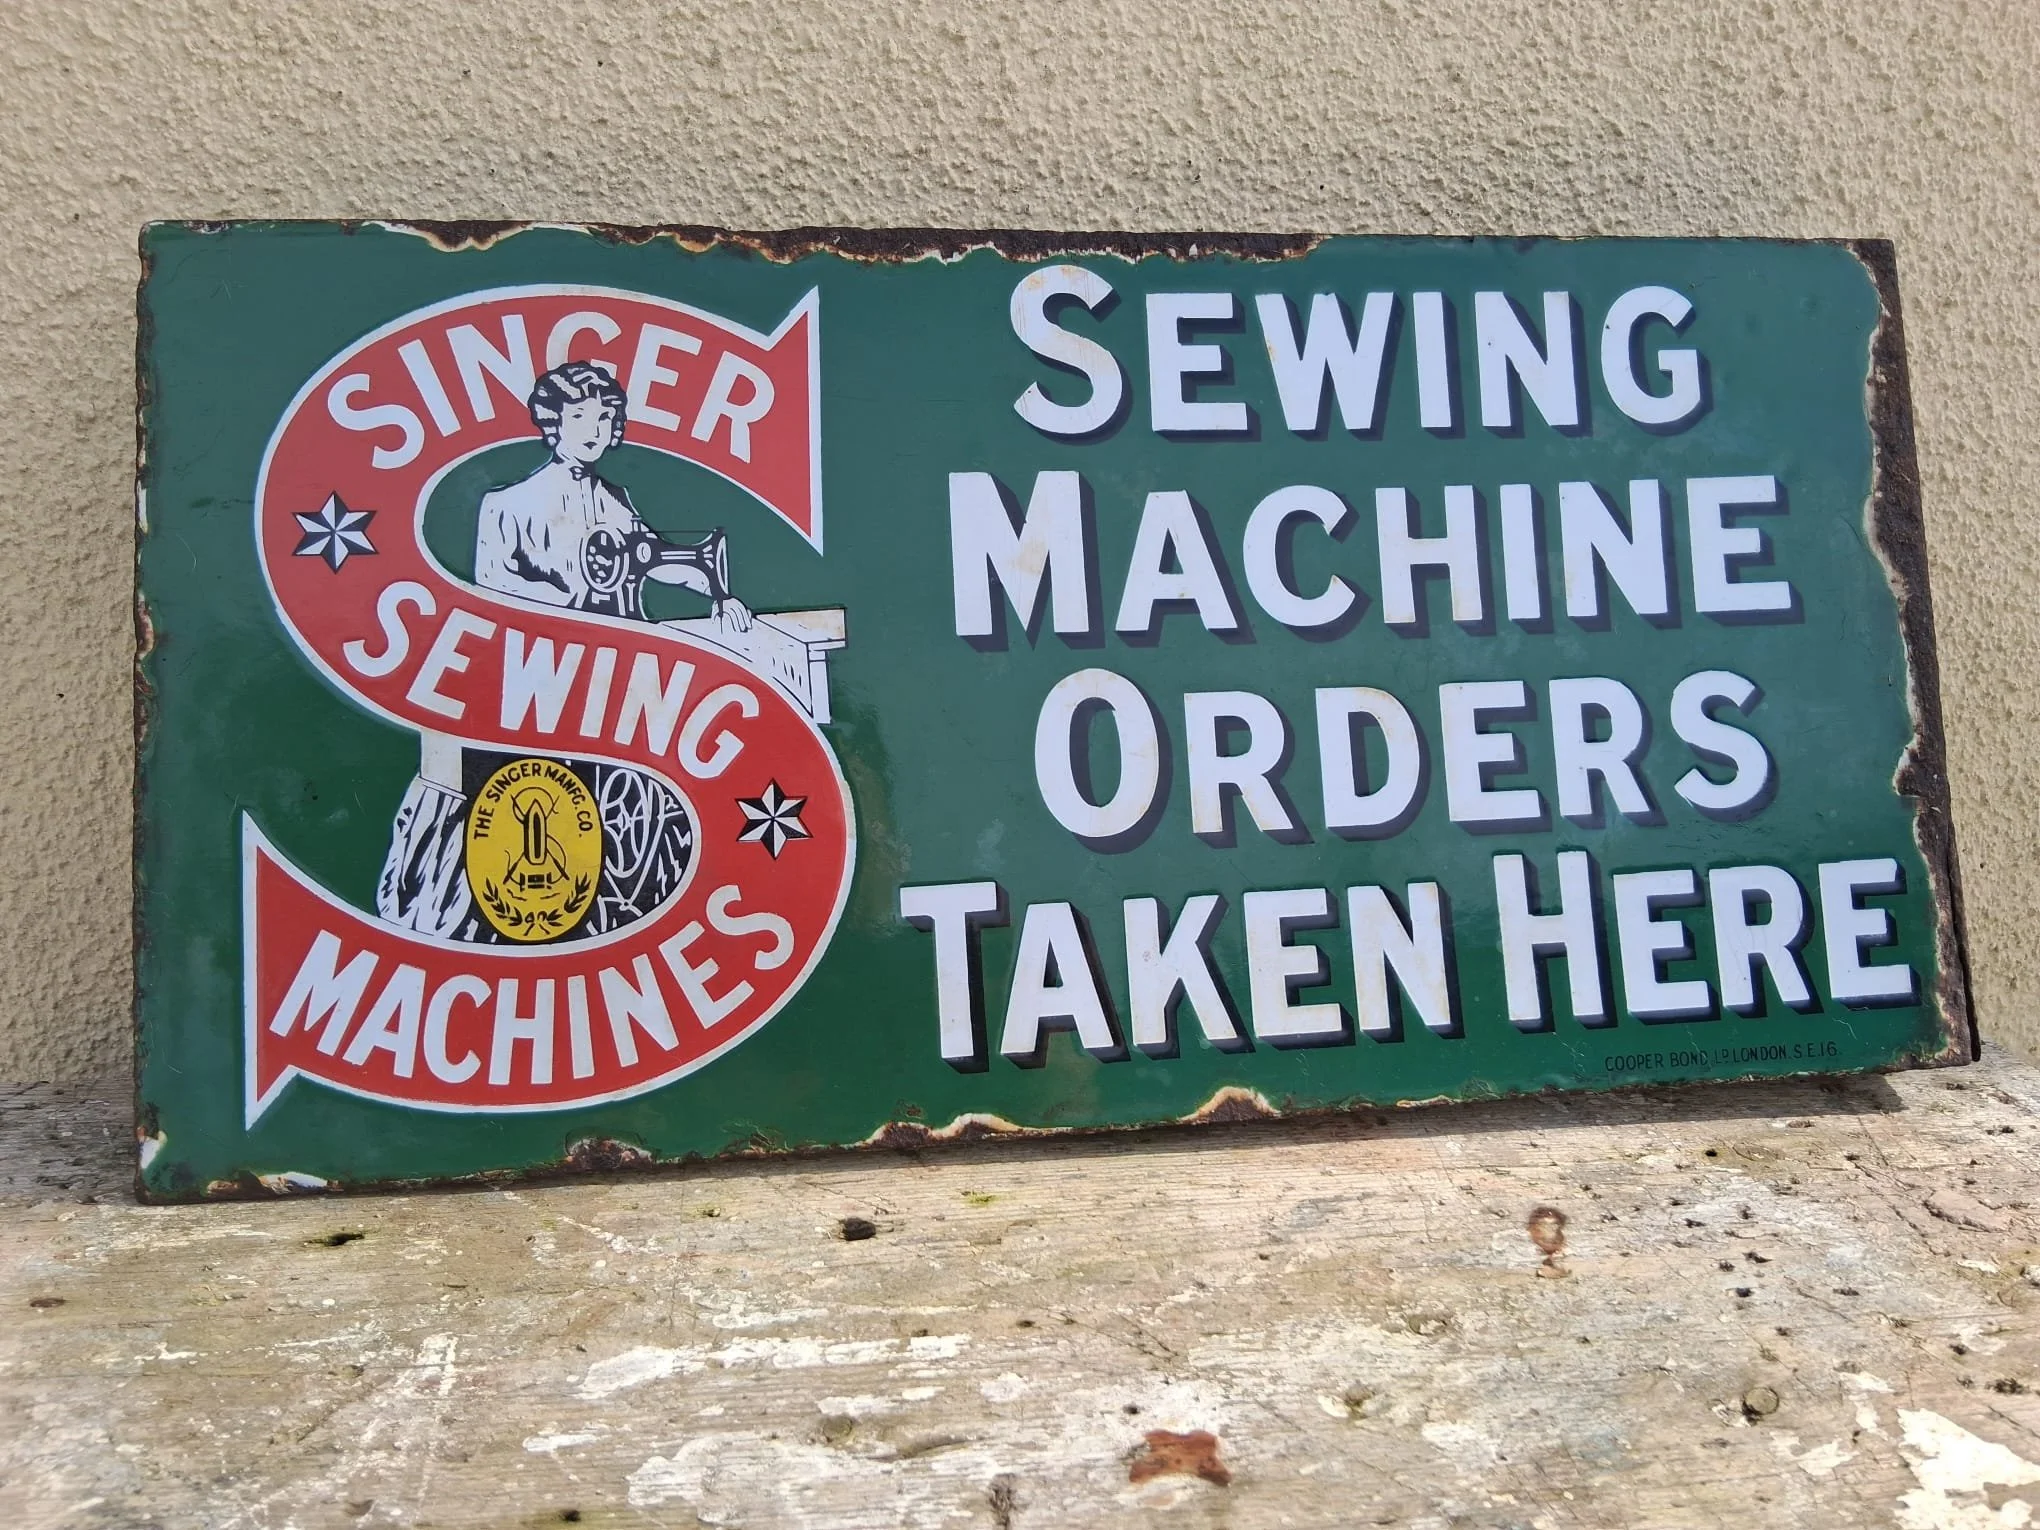 SINGER
SEWING
MACHINES
THE SINGER MANFG. CO.
SEWING
MACHINE
ORDERS
TAKEN HERE
COOPER BOND, LD LONDON. S.E.16.